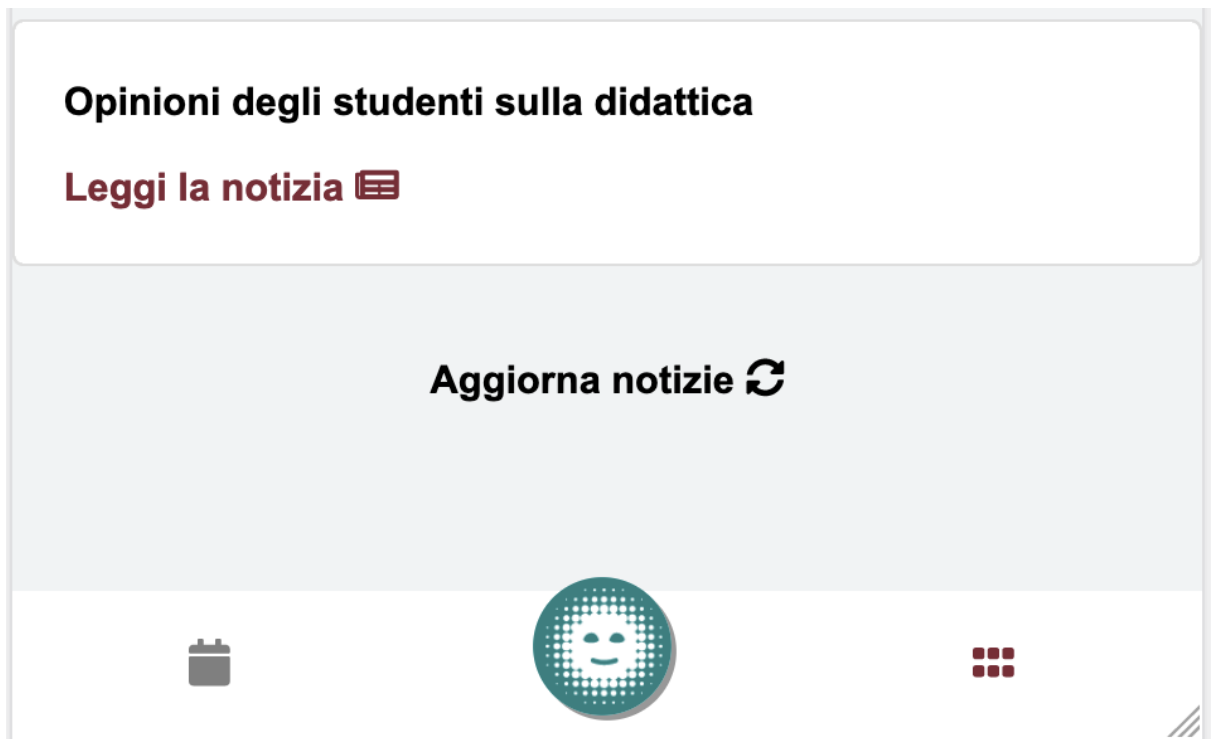 Opinioni degli studenti sulla didattica
Leggi la notizia
Aggiorna notizie